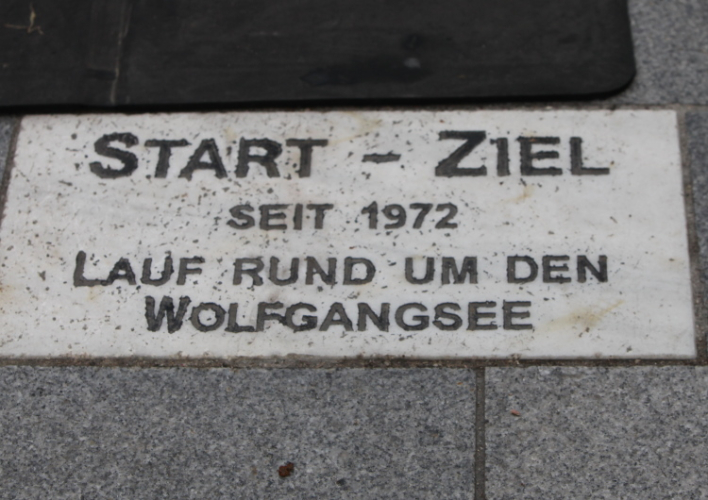 START - ZIEL
SEIT 1972
LAUF RUND UM DEN
WOLFGANGSEE